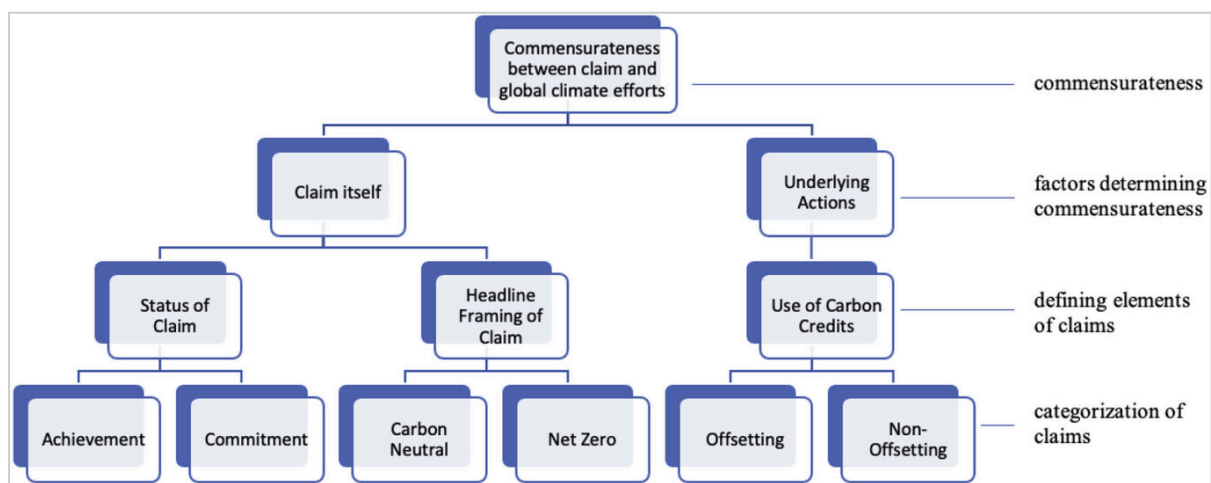 Commensurateness
between claim and
global climate efforts
commensurateness
Claim itself
Underlying
Actions
factors determining
commensurateness
Status of
Claim
Headline
Framing of
Claim
Use of Carbon
Credits
defining elements
of claims
Achievement
Commitment
Carbon
Neutral
Net Zero
Offsetting
Non-
Offsetting
categorization of
claims